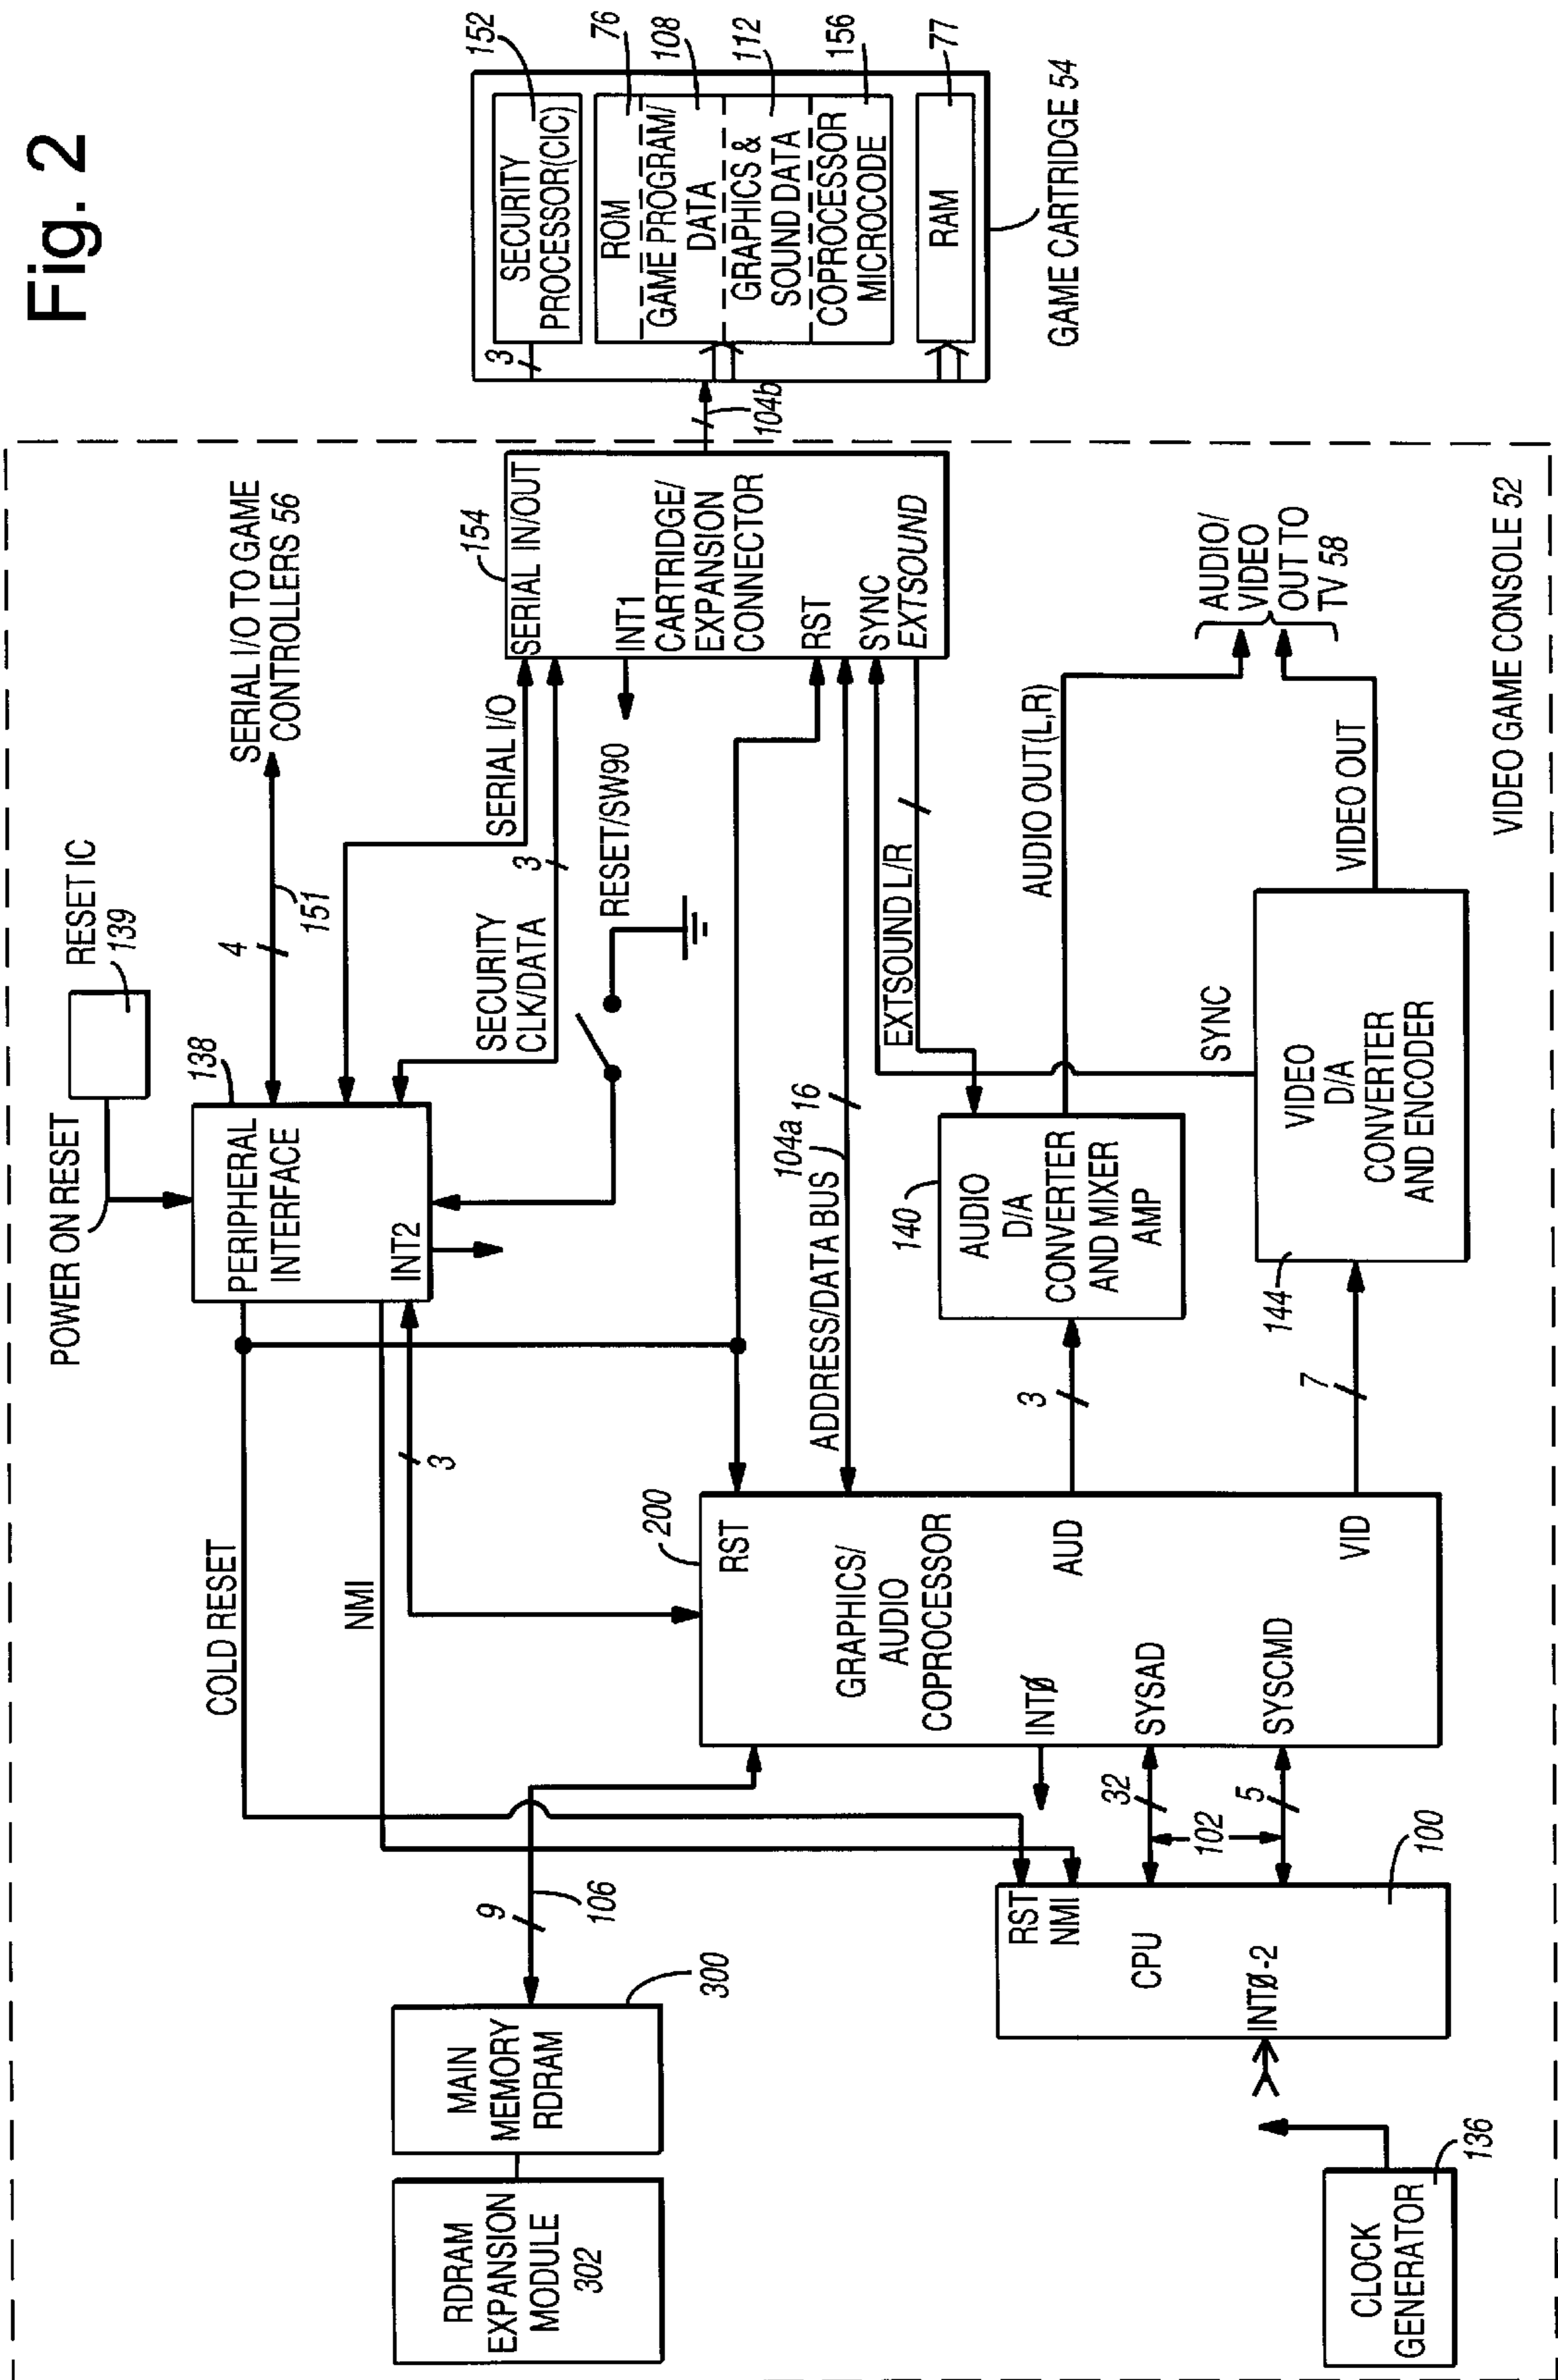 Fig. 2
POWER ON RESET
RESET IC
139
138
PERIPHERAL
INTERFACE
INT2
4
151
SERIAL I/O TO GAME
CONTROLLERS 56
SERIAL I/O
SECURITY
CLK/DATA
3
RESET/SW90
154
SERIAL IN/OUT
INT1
CARTRIDGE/
EXPANSION
CONNECTOR
RST
SYNC
EXTSOUND
104b
3
SECURITY
PROCESSOR(CIC)
152
ROM
76
GAME PROGRAM/
DATA
108
GRAPHICS &
SOUND DATA
112
COPROCESSOR
MICROCODE
156
RAM
77
GAME CARTRIDGE 54
COLD RESET
NMI
3
RDRAM
EXPANSION
MODULE
302
MAIN
MEMORY
RDRAM
300
9
106
200
RST
GRAPHICS/
AUDIO
COPROCESSOR
INTØ
AUD
SYSAD
SYSCMD
VID
ADDRESS/DATA BUS
104a
16
EXTSOUND L/R
140
AUDIO
D/A
CONVERTER
AND MIXER
AMP
3
AUDIO OUT(L,R)
SYNC
144
VIDEO
D/A
CONVERTER
AND ENCODER
7
VIDEO OUT
AUDIO/
VIDEO
OUT TO
TV 58
RST
NMI
CPU
INTØ-2
100
32
102
5
CLOCK
GENERATOR
136
VIDEO GAME CONSOLE 52